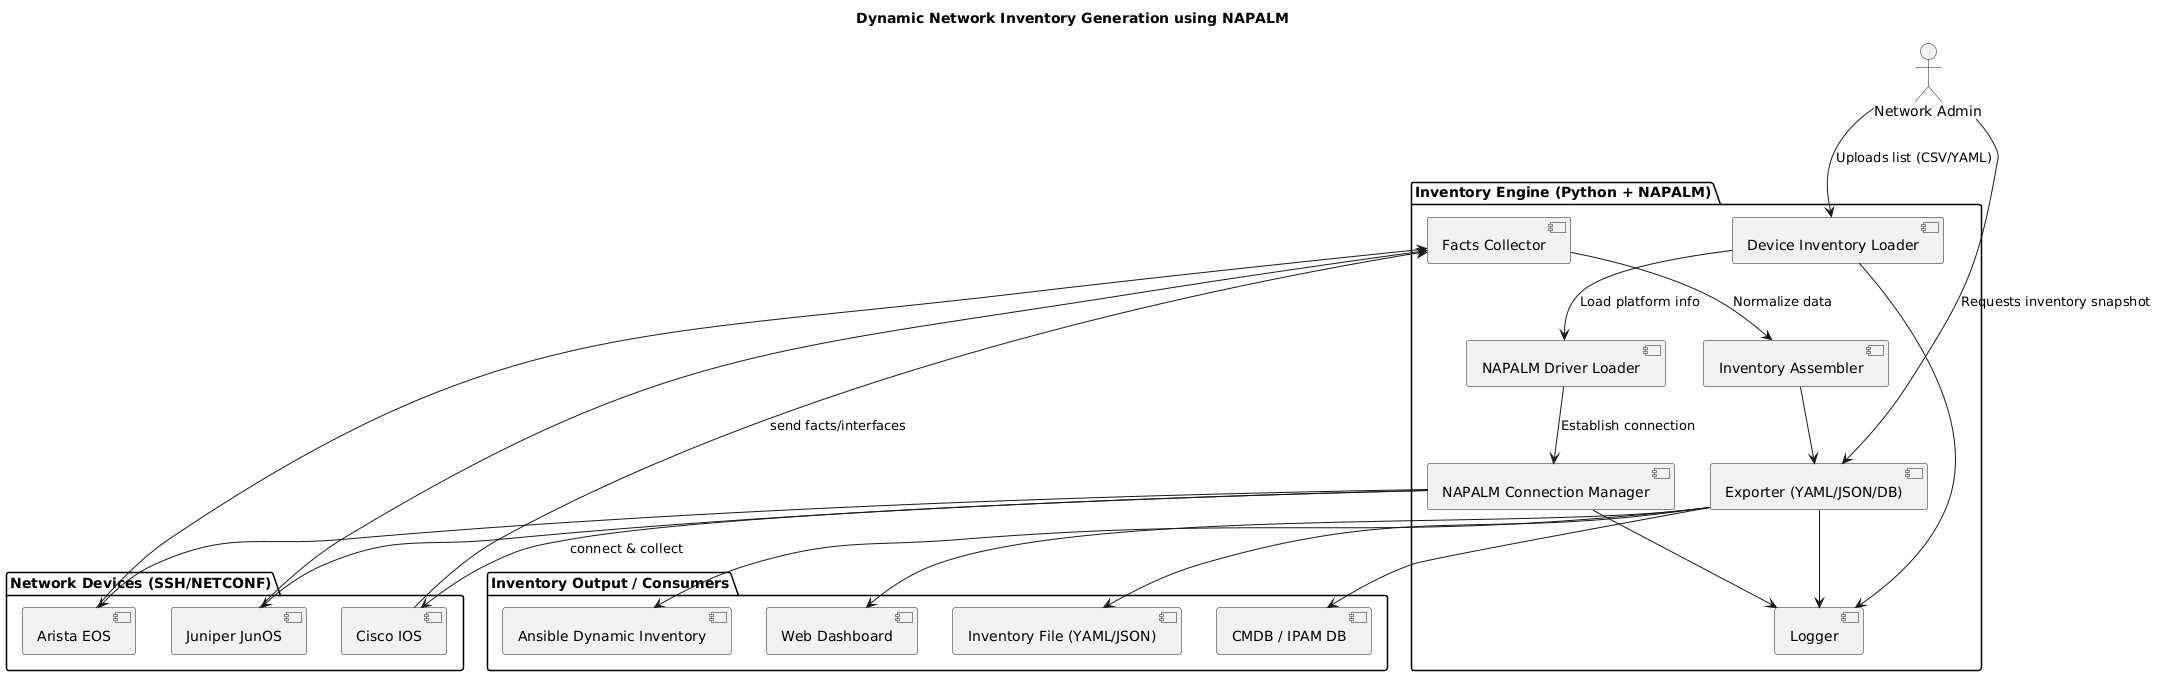 Dynamic Network Inventory Generation using NAPALM
Network Admin
Uploads list (CSV/YAML)
Inventory Engine (Python + NAPALM)
Facts Collector
Device Inventory Loader
Load platform info
Normalize data
Requests inventory snapshot
NAPALM Driver Loader
Inventory Assembler
send facts/interfaces
Establish connection
NAPALM Connection Manager
Exporter (YAML/JSON/DB)
connect & collect
Network Devices (SSH/NETCONF)
Inventory Output / Consumers
Arista EOS
Juniper JunOS
Cisco IOS
Ansible Dynamic Inventory
Web Dashboard
Inventory File (YAML/JSON)
CMDB / IPAM DB
Logger